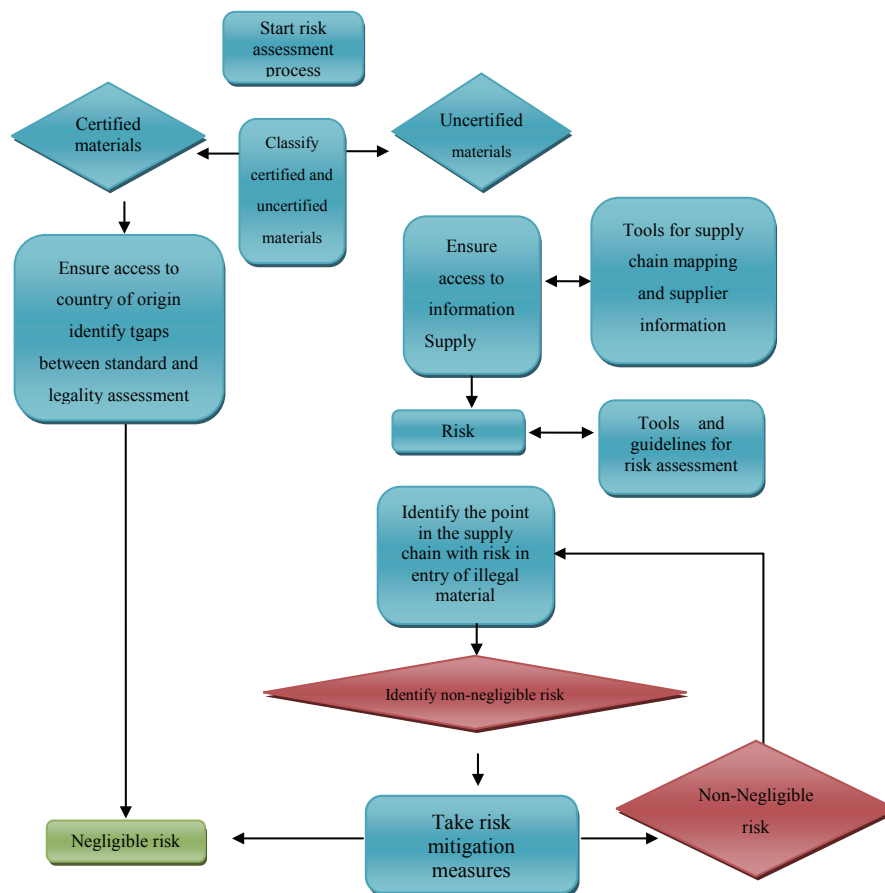 Start risk
assessment
process
Certified
materials
Classify
certified and
uncertified
materials
Uncertified
materials
Ensure access to
country of origin
identify tgaps
between standard and
legality assessment
Ensure
access to
information
Supply
Tools for supply
chain mapping
and supplier
information
Risk
Tools and
guidelines for
risk assessment
Identify the point
in the supply
chain with risk in
entry of illegal
material
Identify non-negligible risk
Negligible risk
Take risk
mitigation
measures
Non-Negligible
risk